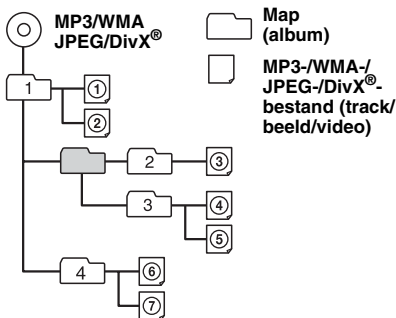 MP3/WMA
JPEG/DivX®
Map
(album)
MP3-/WMA-/
JPEG-/DivX®-
bestand (track/
beeld/video)
1
①
②
2
③
3
④
⑤
4
⑥
⑦